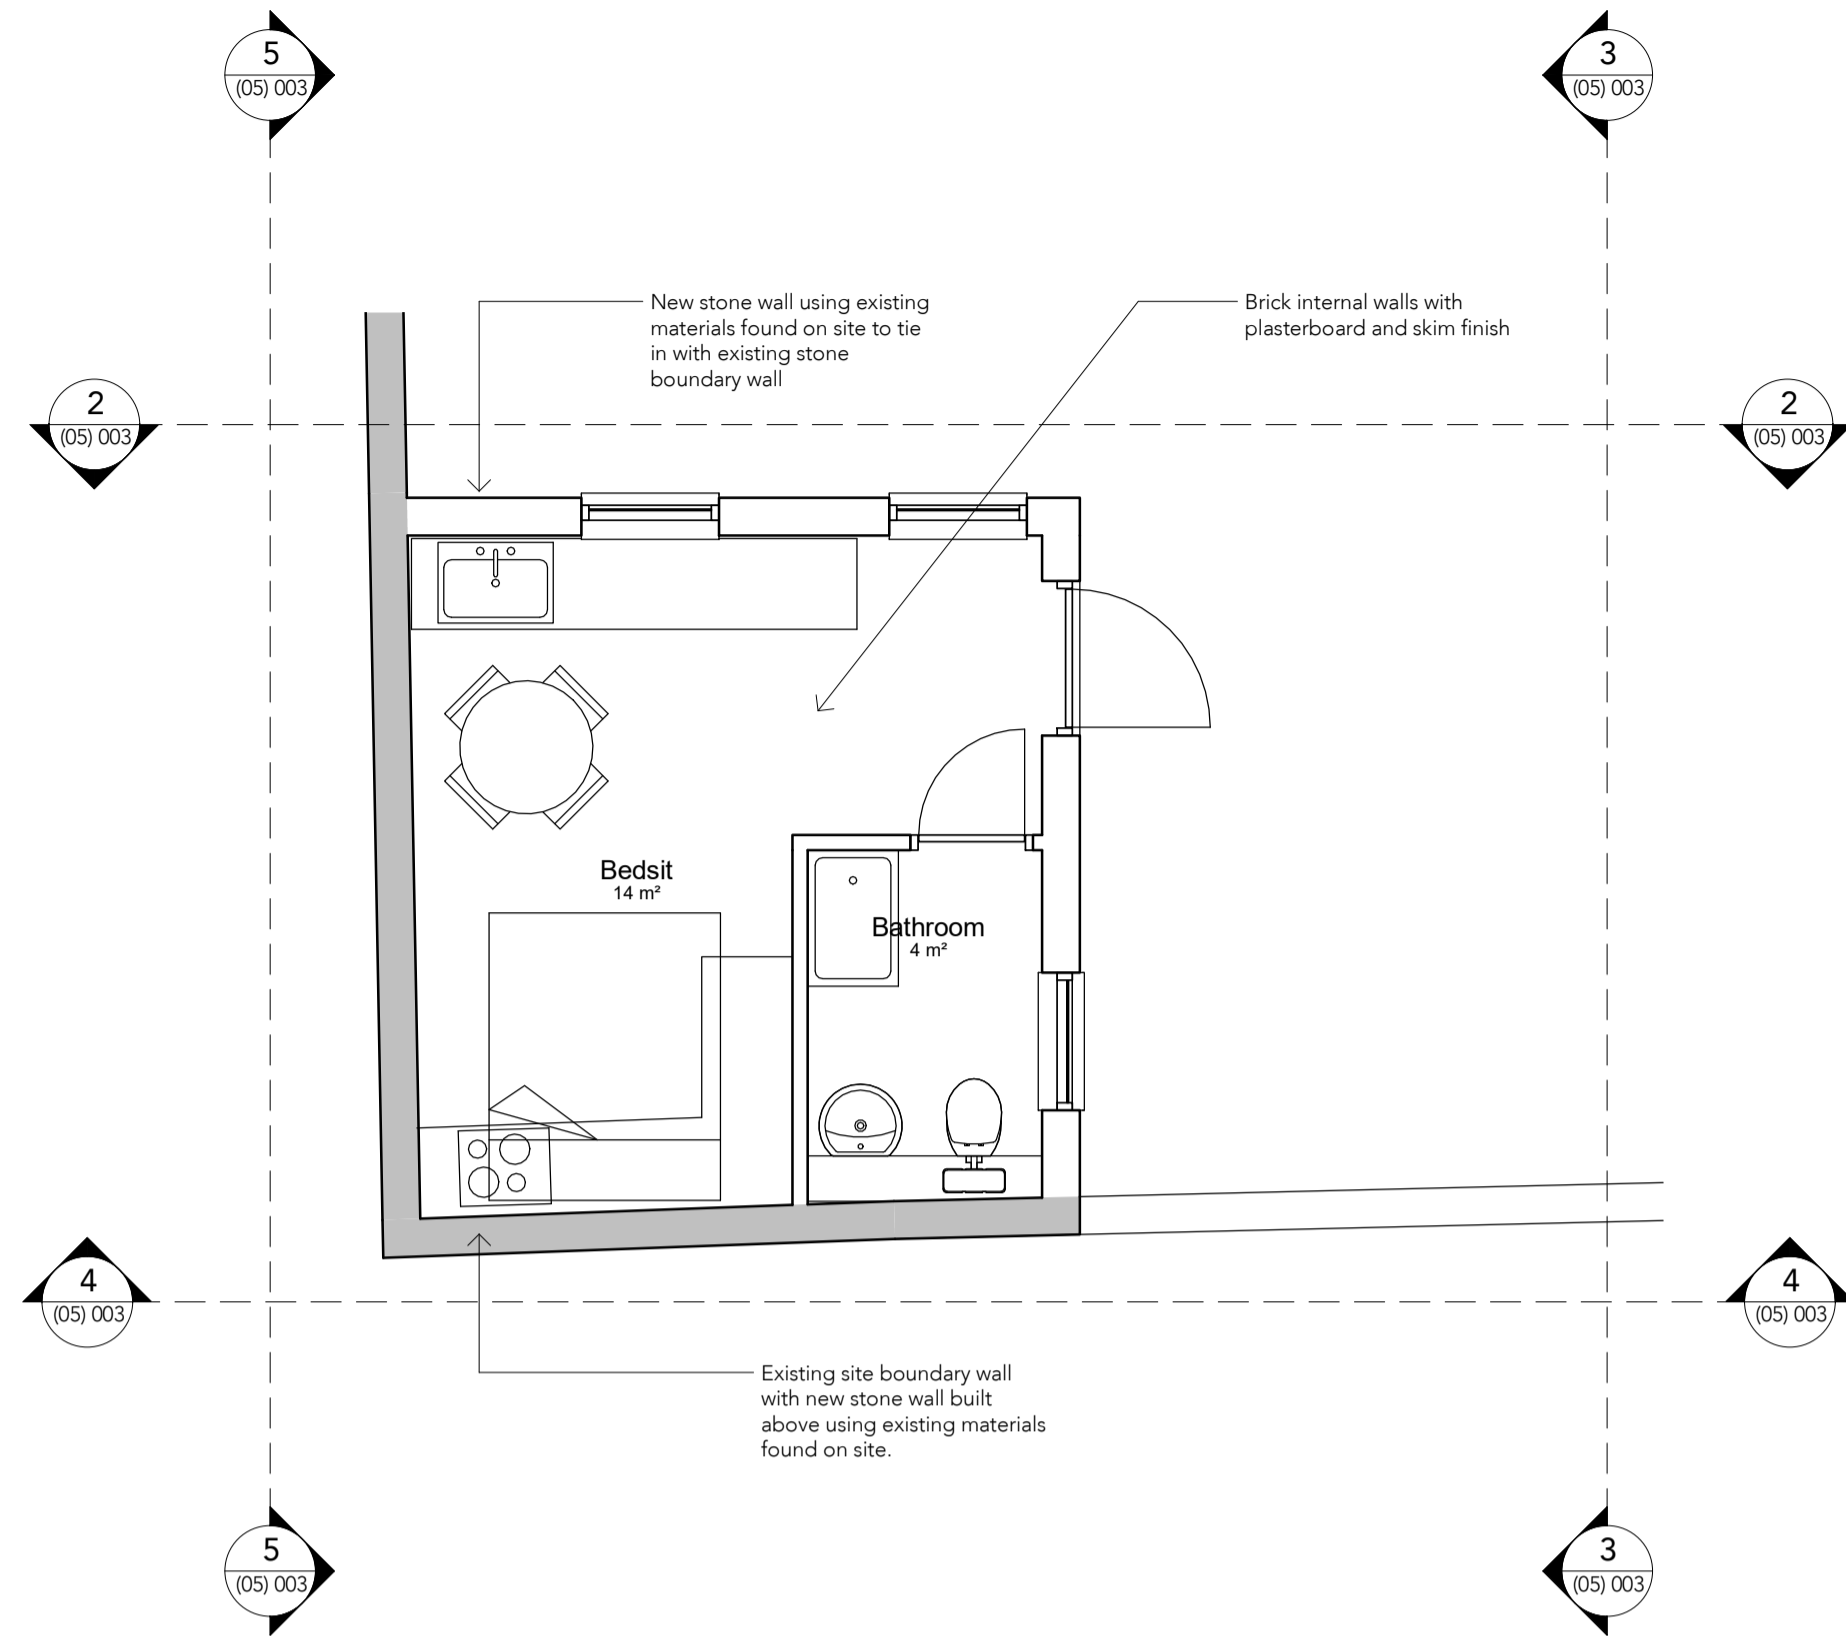 5
(05) 003
3
(05) 003
New stone wall using existing
materials found on site to tie
in with existing stone
boundary wall
Brick internal walls with
plasterboard and skim finish
2
(05) 003
2
(05) 003
Bedsit
14 m²
Bathroom
4 m²
4
(05) 003
4
(05) 003
Existing site boundary wall
with new stone wall built
above using existing materials
found on site.
5
(05) 003
3
(05) 003